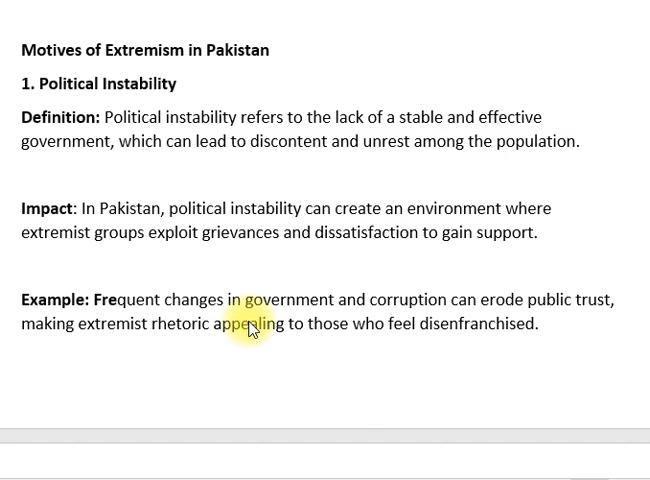 Motives of Extremism in Pakistan
1. Political Instability
Definition: Political instability refers to the lack of a stable and effective
government, which can lead to discontent and unrest among the population.
Impact: In Pakistan, political instability can create an environment where
extremist groups exploit grievances and dissatisfaction to gain support.
Example: Frequent changes in government and corruption can erode public trust,
making extremist rhetoric appealing to those who feel disenfranchised.